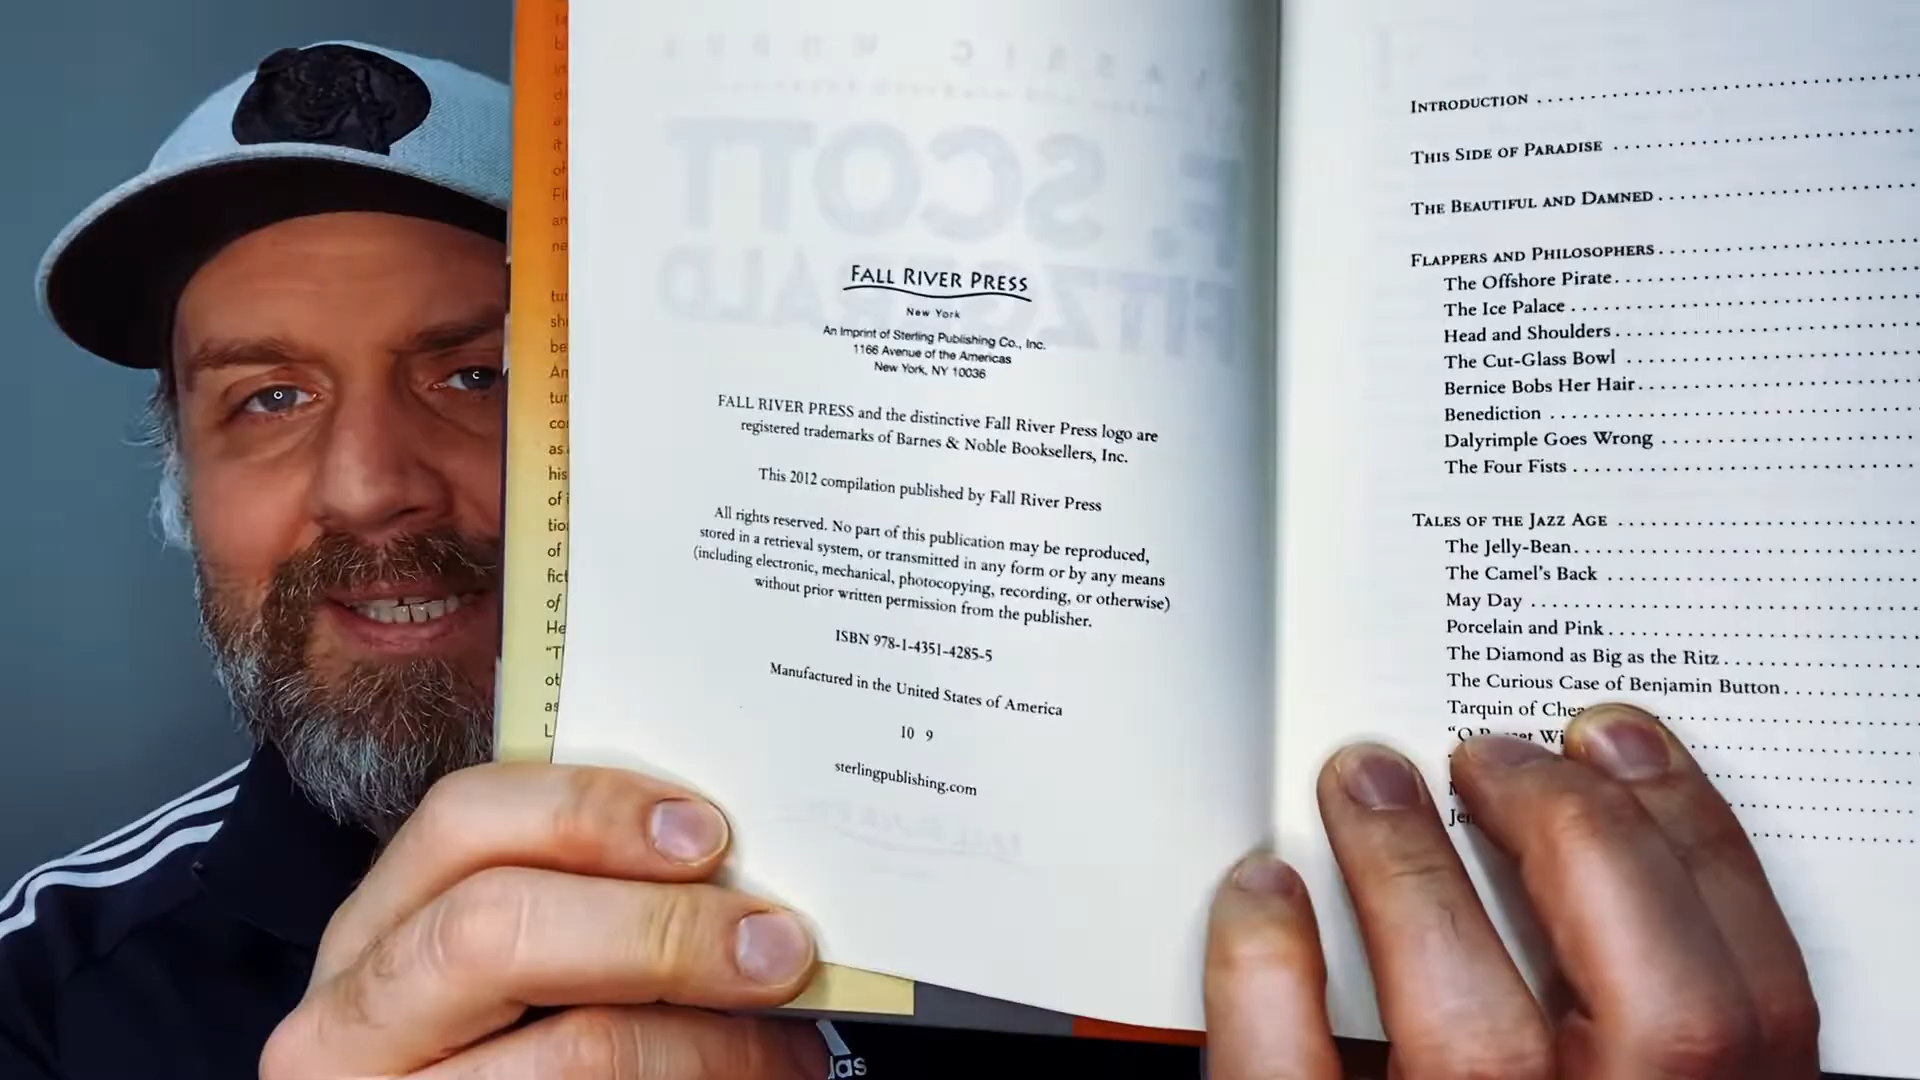 FALL RIVER PRESS
New York
An Imprint of Sterling Publishing Co., Inc.
1166 Avenue of the Americas
New York, NY 10036
FALL RIVER PRESS and the distinctive Fall River Press logo are
registered trademarks of Barnes & Noble Booksellers, Inc.
This 2012 compilation published by Fall River Press
All rights reserved. No part of this publication may be reproduced,
stored in a retrieval system, or transmitted in any form or by any means
(including electronic, mechanical, photocopying, recording, or otherwise)
without prior written permission from the publisher.
ISBN 978-1-4351-4285-5
Manufactured in the United States of America
10 9
sterlingpublishing.com
INTRODUCTION
THIS SIDE OF PARADISE
THE BEAUTIFUL AND DAMNED
FLAPPERS AND PHILOSOPHERS
The Offshore Pirate
The Ice Palace
Head and Shoulders
The Cut-Glass Bowl
Bernice Bobs Her Hair
Benediction
Dalyrimple Goes Wrong
The Four Fists
TALES OF THE JAZZ AGE
The Jelly-Bean
The Camel's Back
May Day
Porcelain and Pink
The Diamond as Big as the Ritz
The Curious Case of Benjamin Button
Tarquin of